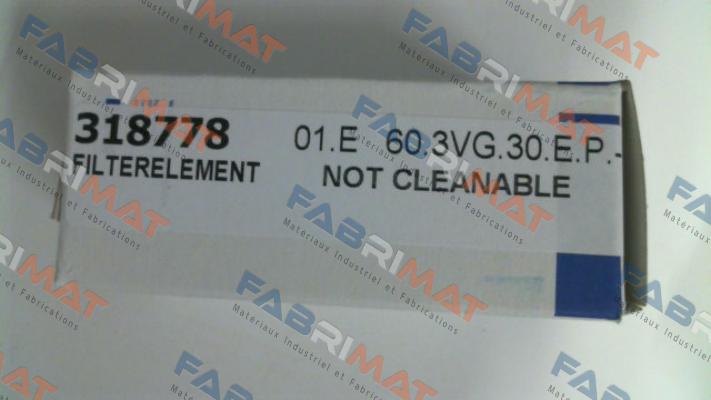 318778 01.E 60.3VG.30.E.P.-
FILTERELEMENT NOT CLEANABLE
FABRIMAT
Matériaux Industriel et Fabrications